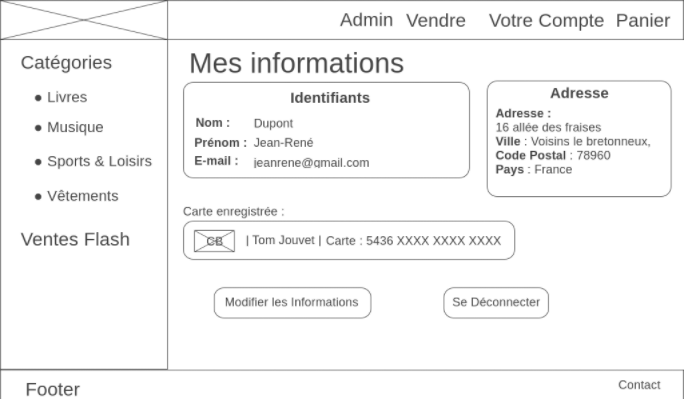 Admin Vendre Votre Compte Panier
Catégories
Livres
Musique
Sports & Loisirs
Vêtements
Ventes Flash
Mes informations
Identifiants
Nom : Dupont
Prénom : Jean-René
E-mail : jeanrene@gmail.com
Adresse
Adresse :
16 allée des fraises
Ville : Voisins le bretonneux,
Code Postal : 78960
Pays : France
Carte enregistrée :
CB | Tom Jouvet | Carte : 5436 XXXX XXXX XXXX
Modifier les Informations
Se Déconnecter
Footer
Contact